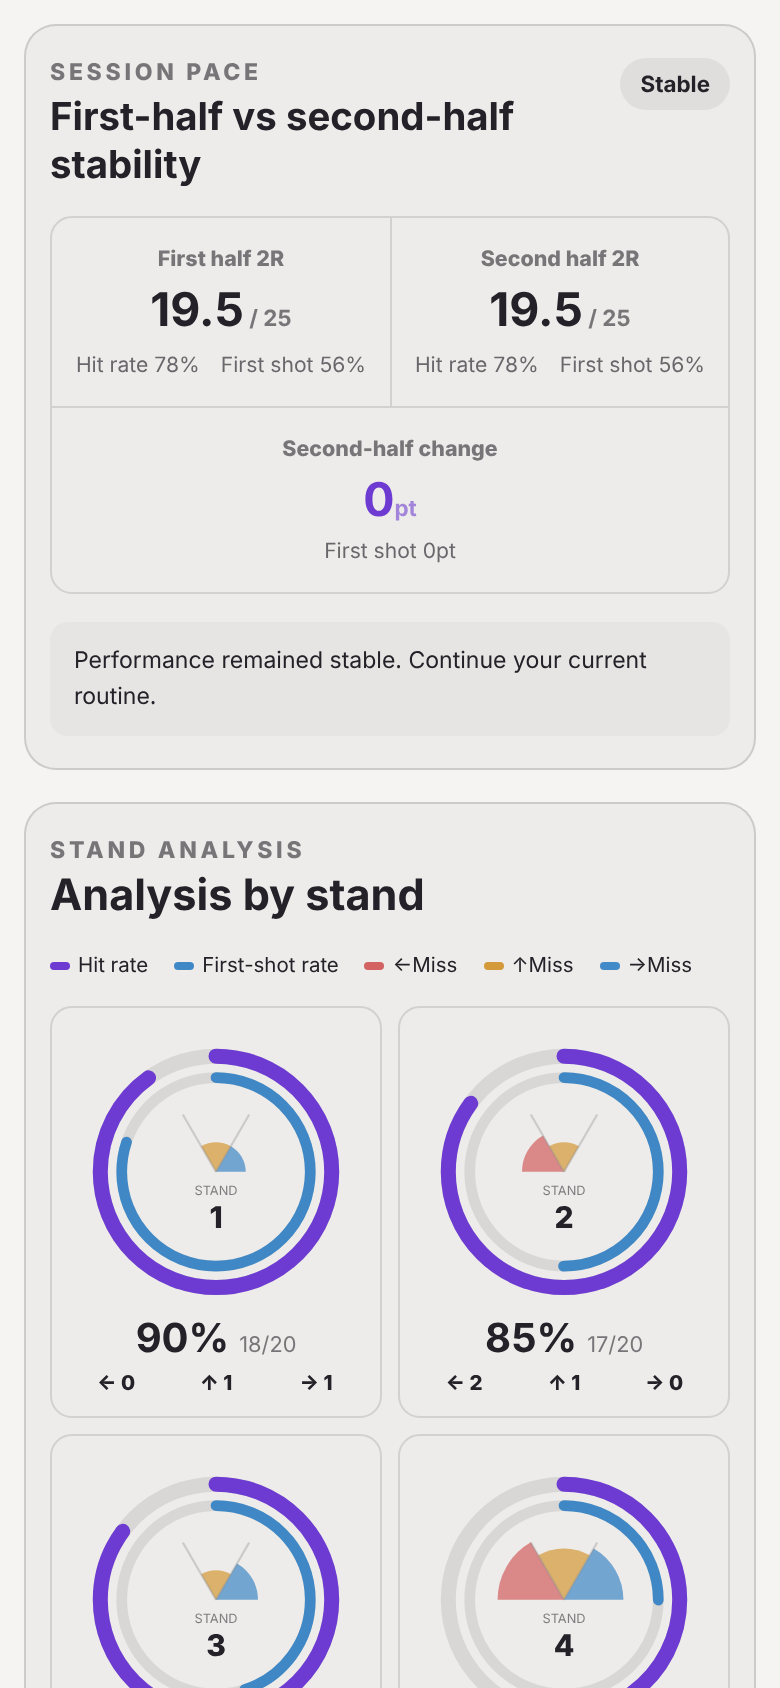 SESSION PACE
Stable
First-half vs second-half
stability
First half 2R
19.5 / 25
Hit rate 78% First shot 56%
Second half 2R
19.5 / 25
Hit rate 78% First shot 56%
Second-half change
0pt
First shot 0pt
Performance remained stable. Continue your current
routine.
STAND ANALYSIS
Analysis by stand
Hit rate First-shot rate ←Miss ↑Miss →Miss
STAND
1
90% 18/20
← 0 ↑ 1 → 1
STAND
2
85% 17/20
← 2 ↑ 1 → 0
STAND
3
STAND
4